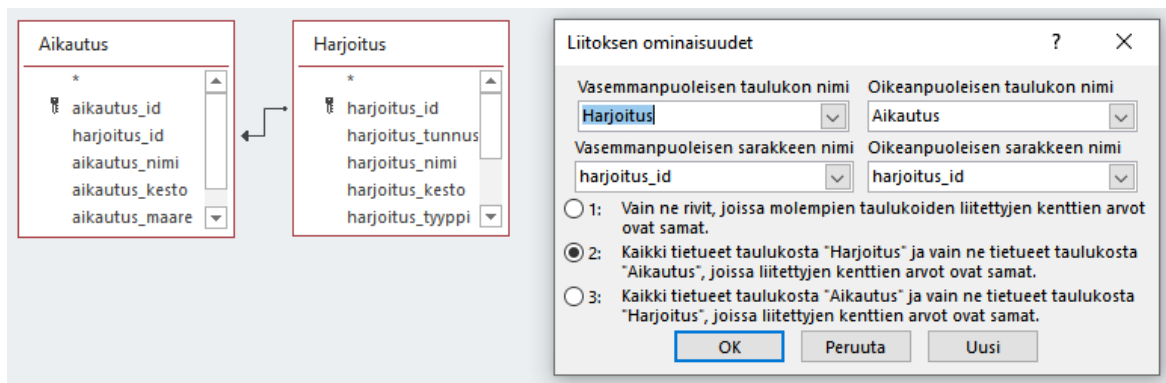 Aikautus
*
aikautus_id
harjoitus_id
aikautus_nimi
aikautus_kesto
aikautus_maare
Harjoitus
*
harjoitus_id
harjoitus_tunnus
harjoitus_nimi
harjoitus_kesto
harjoitus_tyyppi
Liitoksen ominaisuudet ?
Vasemmanpuoleisen taulukon nimi Oikeanpuoleisen taulukon nimi
Harjoitus Aikautus
Vasemmanpuoleisen sarakkeen nimi Oikeanpuoleisen sarakkeen nimi
harjoitus_id harjoitus_id
1: Vain ne rivit, joissa molempien taulukoiden liitettyjen kenttien arvot
ovat samat.
2: Kaikki tietueet taulukosta "Harjoitus" ja vain ne tietueet taulukosta
"Aikautus", joissa liitettyjen kenttien arvot ovat samat.
3: Kaikki tietueet taulukosta "Aikautus" ja vain ne tietueet taulukosta
"Harjoitus", joissa liitettyjen kenttien arvot ovat samat.
OK Peruuta Uusi